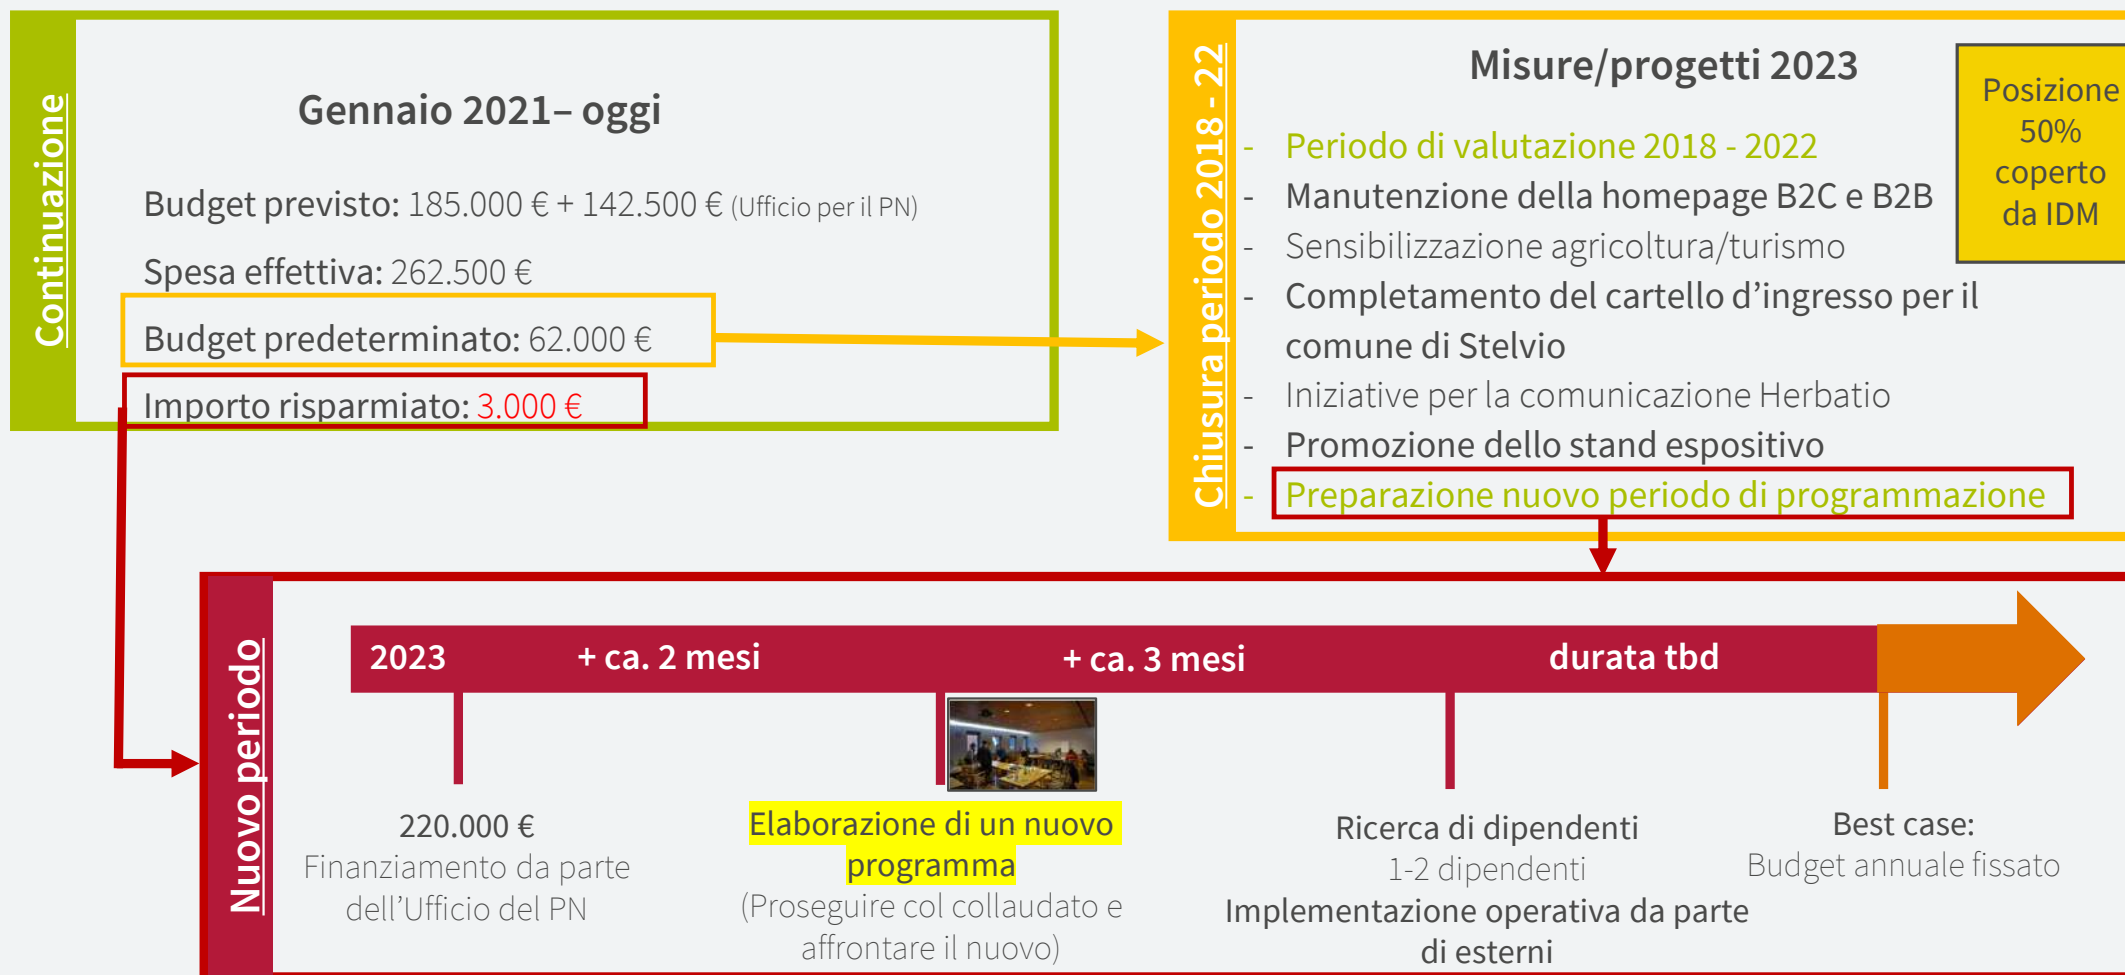 Continuazione
Gennaio 2021– oggi
Budget previsto: 185.000 € + 142.500 € (Ufficio per il PN)
Spesa effettiva: 262.500 €
Budget predeterminato: 62.000 €
Importo risparmiato: 3.000 €
Chiusura periodo 2018 - 22
Misure/progetti 2023
- Periodo di valutazione 2018 - 2022
- Manutenzione della homepage B2C e B2B
- Sensibilizzazione agricoltura/turismo
- Completamento del cartello d’ingresso per il
comune di Stelvio
- Iniziative per la comunicazione Herbatio
- Promozione dello stand espositivo
- Preparazione nuovo periodo di programmazione
Posizione
50%
coperto
da IDM
Nuovo periodo
2023 + ca. 2 mesi + ca. 3 mesi durata tbd
220.000 €
Finanziamento da parte
dell’Ufficio del PN
Elaborazione di un nuovo
programma
(Proseguire col collaudato e
affrontare il nuovo)
Ricerca di dipendenti
1-2 dipendenti
Implementazione operativa da parte
di esterni
Best case:
Budget annuale fissato